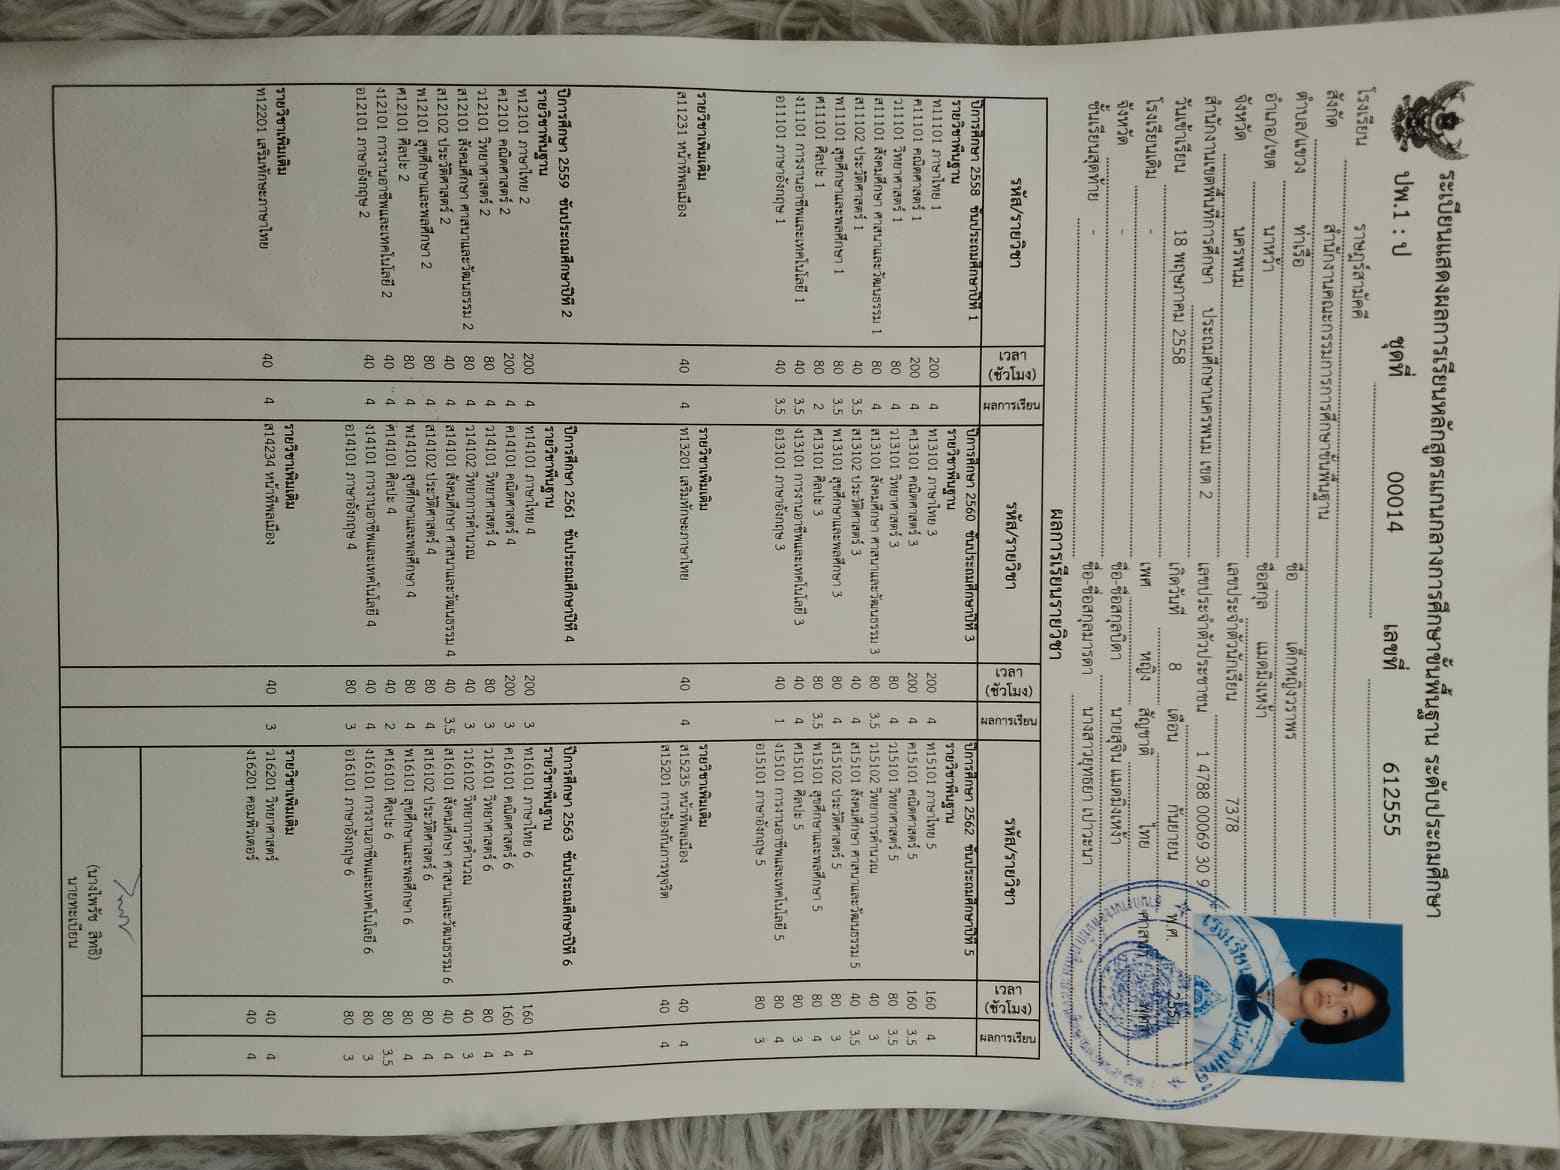 ระเบียนแสดงผลการเรียนหลักสูตรแกนกลางการศึกษาขั้นพื้นฐาน ระดับประถมศึกษา
ปพ.1 : ป ชุดที่ 00014 เลขที่ 612555
โรงเรียน ราษฎร์สามัคคี
สังกัด สำนักงานคณะกรรมการการศึกษาขั้นพื้นฐาน
ตำบล/แขวง ท่าเรือ
อำเภอ/เขต นาหว้า
จังหวัด นครพนม
สำนักงานเขตพื้นที่การศึกษา ประถมศึกษานครพนม เขต 2
วันเข้าเรียน 18 พฤษภาคม 2558
โรงเรียนเดิม -
จังหวัด -
ชั้นเรียนสุดท้าย -
ชื่อ เด็กหญิงวราพร
ชื่อสกุล แมดมิงเหง้า
เลขประจำตัวนักเรียน 7378
เลขประจำตัวประชาชน 1 4788 00069 30 9
เกิดวันที่ 8 เดือน กันยายน พ.ศ. 2551
เพศ หญิง สัญชาติ ไทย ศาสนา พุทธ
ชื่อ-ชื่อสกุลบิดา นายสุจิน แมดมิงเหง้า
ชื่อ-ชื่อสกุลมารดา นางสาวยุทธยา เปาวะนา
ผลการเรียนรายวิชา
รหัส/รายวิชา เวลา (ชั่วโมง) ผลการเรียน
ปีการศึกษา 2558 ชั้นประถมศึกษาปีที่ 1
รายวิชาพื้นฐาน
ท11101 ภาษาไทย 1 200 4
ค11101 คณิตศาสตร์ 1 200 4
ว11101 วิทยาศาสตร์ 1 80 4
ส11101 สังคมศึกษา ศาสนาและวัฒนธรรม 1 80 4
ส11102 ประวัติศาสตร์ 1 40 3.5
พ11101 สุขศึกษาและพลศึกษา 1 80 3.5
ศ11101 ศิลปะ 1 80 2
ง11101 การงานอาชีพและเทคโนโลยี 1 40 3.5
อ11101 ภาษาอังกฤษ 1 40 3.5
รายวิชาเพิ่มเติม
ส11231 หน้าที่พลเมือง 40 4
ปีการศึกษา 2559 ชั้นประถมศึกษาปีที่ 2
รายวิชาพื้นฐาน
ท12101 ภาษาไทย 2 200 4
ค12101 คณิตศาสตร์ 2 200 4
ว12101 วิทยาศาสตร์ 2 80 4
ส12101 สังคมศึกษา ศาสนาและวัฒนธรรม 2 80 4
ส12102 ประวัติศาสตร์ 2 40 4
พ12101 สุขศึกษาและพลศึกษา 2 80 4
ศ12101 ศิลปะ 2 80 4
ง12101 การงานอาชีพและเทคโนโลยี 2 40 4
อ12101 ภาษาอังกฤษ 2 40 4
รายวิชาเพิ่มเติม
ท12201 เสริมทักษะภาษาไทย 40 4
รหัส/รายวิชา เวลา (ชั่วโมง) ผลการเรียน
ปีการศึกษา 2560 ชั้นประถมศึกษาปีที่ 3
รายวิชาพื้นฐาน
ท13101 ภาษาไทย 3 200 4
ค13101 คณิตศาสตร์ 3 200 4
ว13101 วิทยาศาสตร์ 3 80 4
ส13101 สังคมศึกษา ศาสนาและวัฒนธรรม 3 80 3.5
ส13102 ประวัติศาสตร์ 3 40 4
พ13101 สุขศึกษาและพลศึกษา 3 80 4
ศ13101 ศิลปะ 3 80 3.5
ง13101 การงานอาชีพและเทคโนโลยี 3 40 4
อ13101 ภาษาอังกฤษ 3 40 1
รายวิชาเพิ่มเติม
ท13201 เสริมทักษะภาษาไทย 40 4
ปีการศึกษา 2561 ชั้นประถมศึกษาปีที่ 4
รายวิชาพื้นฐาน
ท14101 ภาษาไทย 4 200 3
ค14101 คณิตศาสตร์ 4 200 3
ว14101 วิทยาศาสตร์ 4 80 3
ว14102 วิทยาการคำนวณ 40 3
ส14101 สังคมศึกษา ศาสนาและวัฒนธรรม 4 40 3.5
ส14102 ประวัติศาสตร์ 4 80 4
พ14101 สุขศึกษาและพลศึกษา 4 80 4
ศ14101 ศิลปะ 4 40 2
ง14101 การงานอาชีพและเทคโนโลยี 4 40 4
อ14101 ภาษาอังกฤษ 4 80 3
รายวิชาเพิ่มเติม
ส14234 หน้าที่พลเมือง 40 3
รหัส/รายวิชา เวลา (ชั่วโมง) ผลการเรียน
ปีการศึกษา 2562 ชั้นประถมศึกษาปีที่ 5
รายวิชาพื้นฐาน
ท15101 ภาษาไทย 5 160 4
ค15101 คณิตศาสตร์ 5 160 3.5
ว15101 วิทยาศาสตร์ 5 80 3.5
ว15102 วิทยาการคำนวณ 40 3
ส15101 สังคมศึกษา ศาสนาและวัฒนธรรม 5 40 3.5
ส15102 ประวัติศาสตร์ 5 80 3
พ15101 สุขศึกษาและพลศึกษา 5 80 4
ศ15101 ศิลปะ 5 80 3
ง15101 การงานอาชีพและเทคโนโลยี 5 80 4
อ15101 ภาษาอังกฤษ 5 80 3
รายวิชาเพิ่มเติม
ส15235 หน้าที่พลเมือง 40 4
ส15201 การป้องกันการทุจริต 40 4
ปีการศึกษา 2563 ชั้นประถมศึกษาปีที่ 6
รายวิชาพื้นฐาน
ท16101 ภาษาไทย 6 160 4
ค16101 คณิตศาสตร์ 6 160 4
ว16101 วิทยาศาสตร์ 6 80 4
ว16102 วิทยาการคำนวณ 40 3
ส16101 สังคมศึกษา ศาสนาและวัฒนธรรม 6 40 4
ส16102 ประวัติศาสตร์ 6 80 4
พ16101 สุขศึกษาและพลศึกษา 6 80 4
ศ16101 ศิลปะ 6 80 3.5
ง16101 การงานอาชีพและเทคโนโลยี 6 80 3
อ16101 ภาษาอังกฤษ 6 80 3
รายวิชาเพิ่มเติม
ว16201 วิทยาศาสตร์ 40 4
ง16201 คอมพิวเตอร์ 40 4
(นางไพรัช สิทธิ)
นายทะเบียน